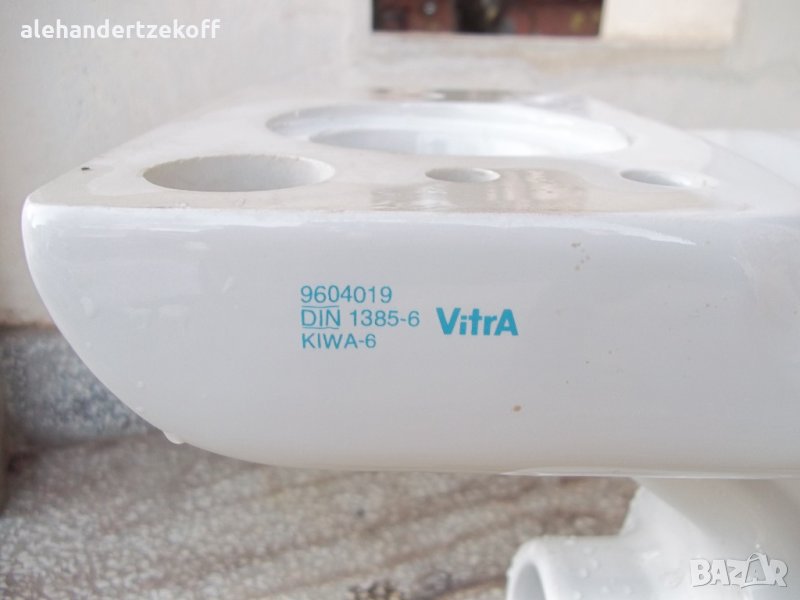 alehandertzekoff
9604019
DIN 1385-6 VitrA
KIWA-6
BAZAR